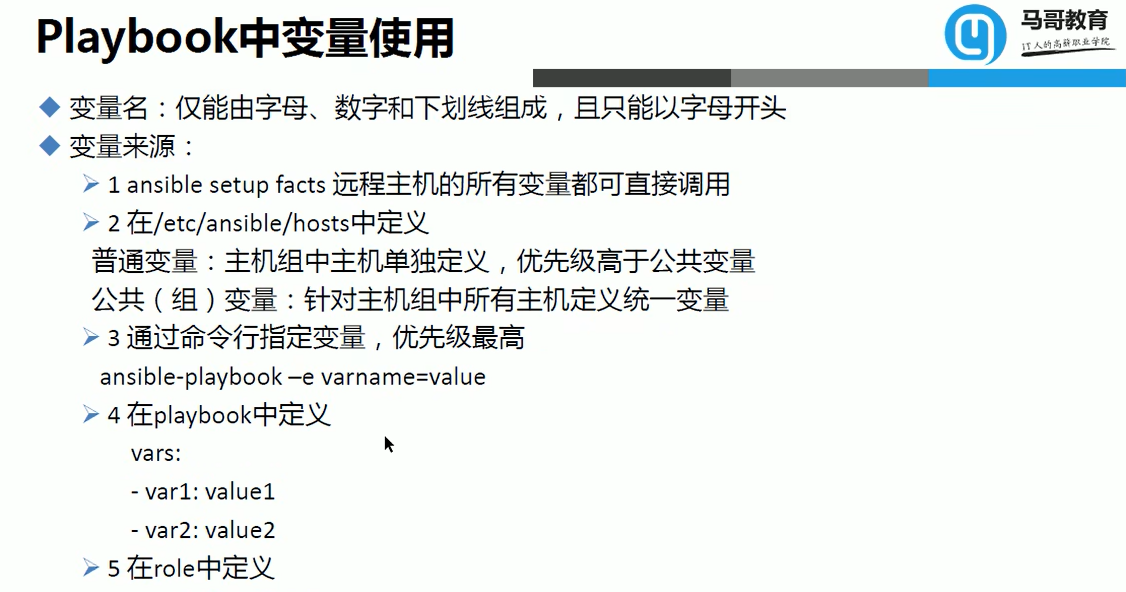 Playbook中变量使用
马哥教育
IT人的高薪职业学院
变量名：仅能由字母、数字和下划线组成，且只能以字母开头
变量来源：
1 ansible setup facts 远程主机的所有变量都可直接调用
2 在/etc/ansible/hosts中定义
普通变量：主机组中主机单独定义，优先级高于公共变量
公共（组）变量：针对主机组中所有主机定义统一变量
3 通过命令行指定变量，优先级最高
ansible-playbook –e varname=value
4 在playbook中定义
vars:
- var1: value1
- var2: value2
5 在role中定义